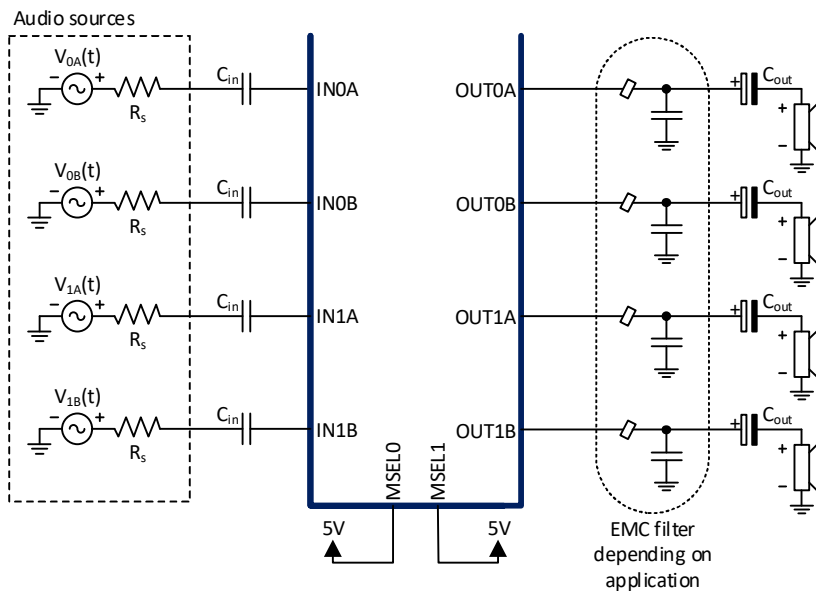 Audio sources
V0A(t)
- +
Rs
Cin
IN0A
OUT0A
+
Cout
+
-
V0B(t)
- +
Rs
Cin
IN0B
OUT0B
+
Cout
+
-
V1A(t)
- +
Rs
Cin
IN1A
OUT1A
+
Cout
+
-
V1B(t)
- +
Rs
Cin
IN1B
OUT1B
+
Cout
+
-
MSEL0
MSEL1
5V
5V
EMC filter
depending on
application